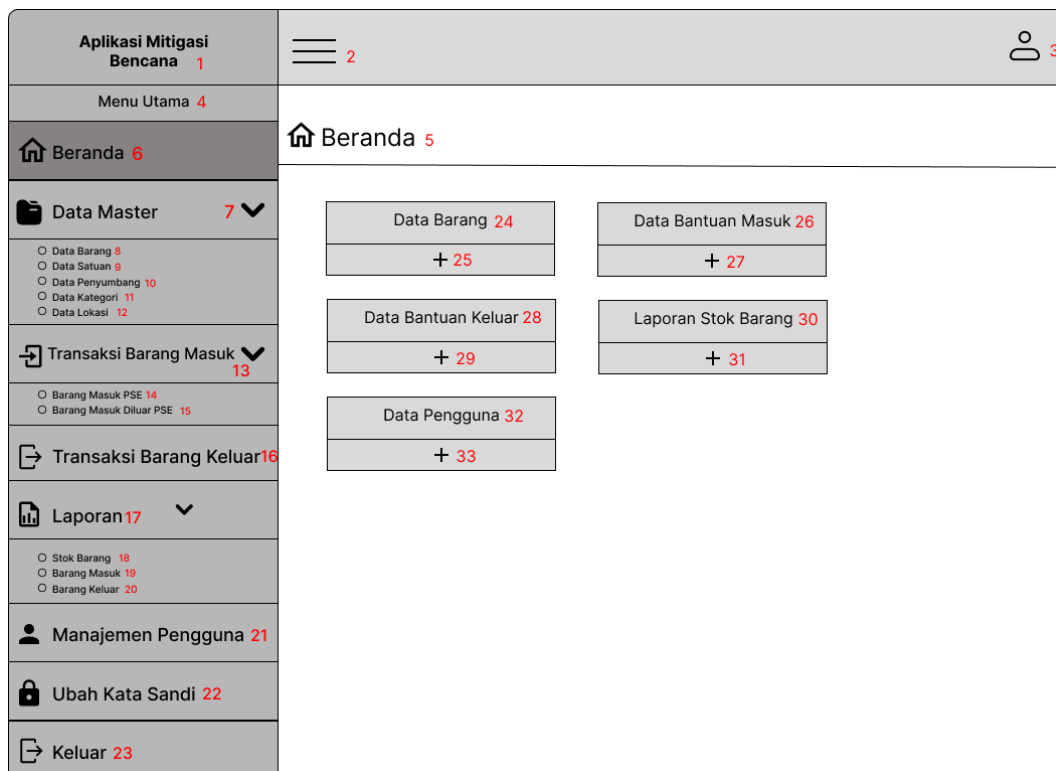 Aplikasi Mitigasi
Bencana 1
2
3
Menu Utama 4
Beranda 5
Beranda 6
Data Master 7
Data Barang 8
Data Satuan 9
Data Penyumbang 10
Data Kategori 11
Data Lokasi 12
Transaksi Barang Masuk
13
Barang Masuk PSE 14
Barang Masuk Diluar PSE 15
Transaksi Barang Keluar 16
Laporan 17
Stok Barang 18
Barang Masuk 19
Barang Keluar 20
Manajemen Pengguna 21
Ubah Kata Sandi 22
Keluar 23
Data Barang 24
+ 25
Data Bantuan Masuk 26
+ 27
Data Bantuan Keluar 28
+ 29
Laporan Stok Barang 30
+ 31
Data Pengguna 32
+ 33